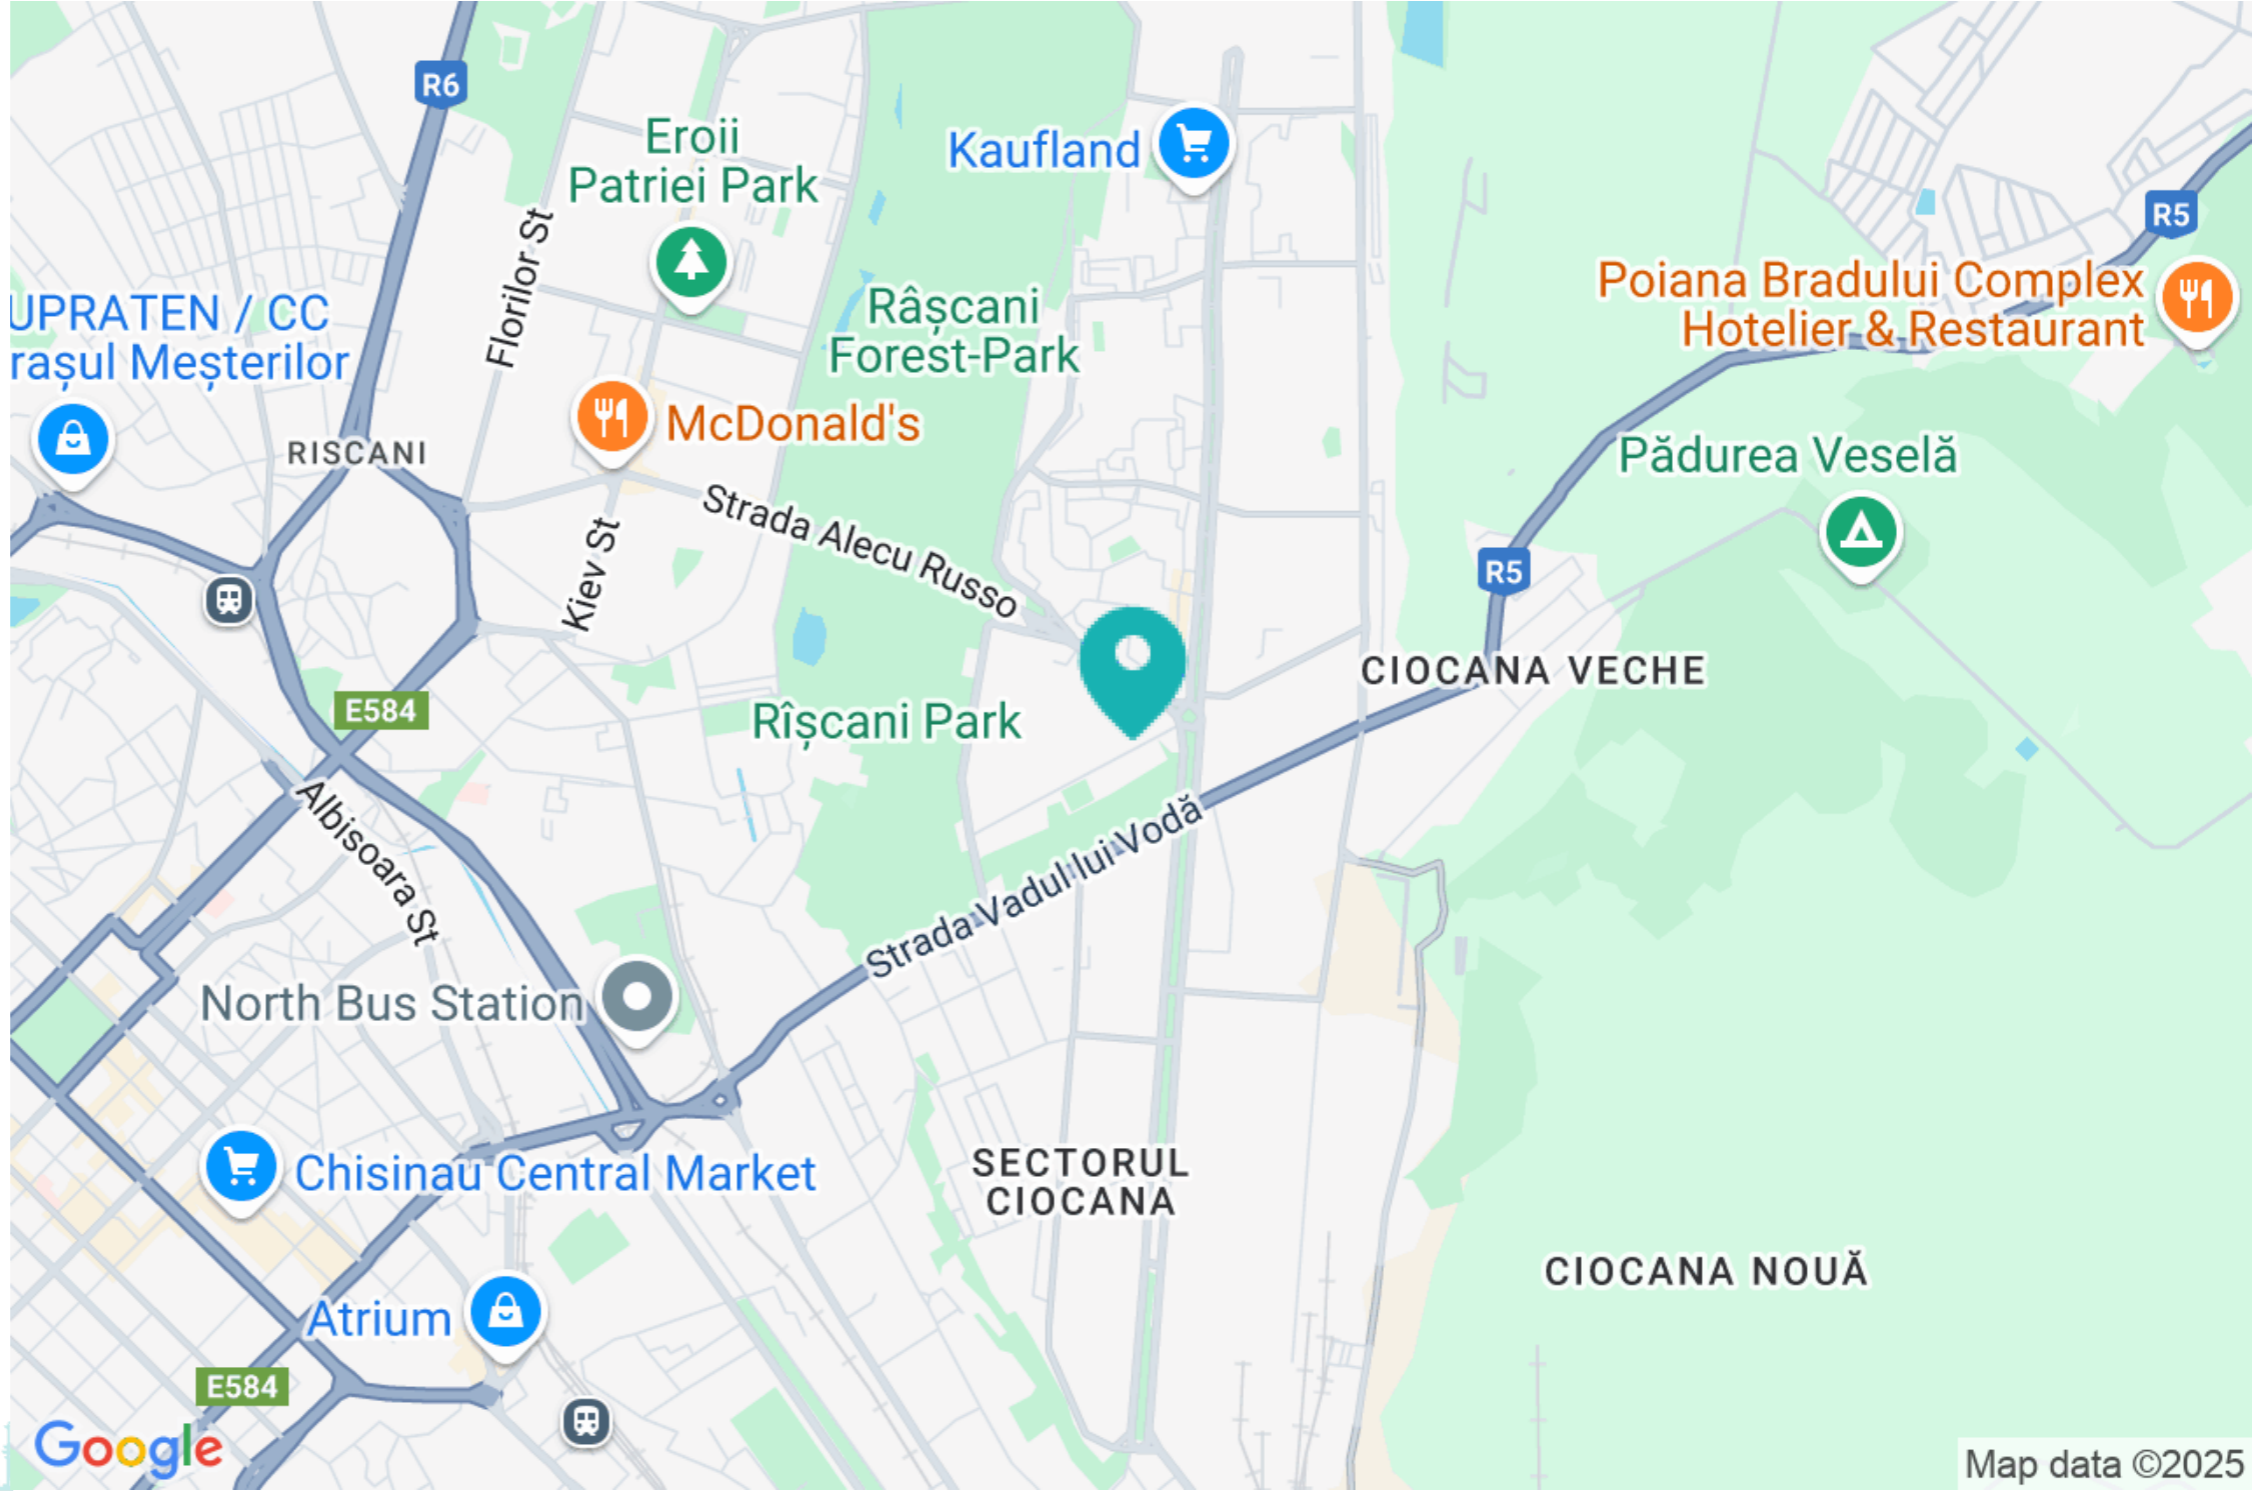 R6
Eroii
Patriei Park
Kaufland
R5
Florilor St
Râșcani
Forest-Park
Poiana Bradului Complex
Hotelier & Restaurant
UPRATEN / CC
rașul Meșterilor
McDonald's
RISCANI
Pădurea Veselă
Strada Alecu Russo
Kiev St
R5
CIOCANA VECHE
E584
Rîșcani Park
Albisoara St
Strada Vadul lui Vodă
North Bus Station
Chisinau Central Market
SECTORUL
CIOCANA
CIOCANA NOUĂ
Atrium
E584
Google
Map data ©2025